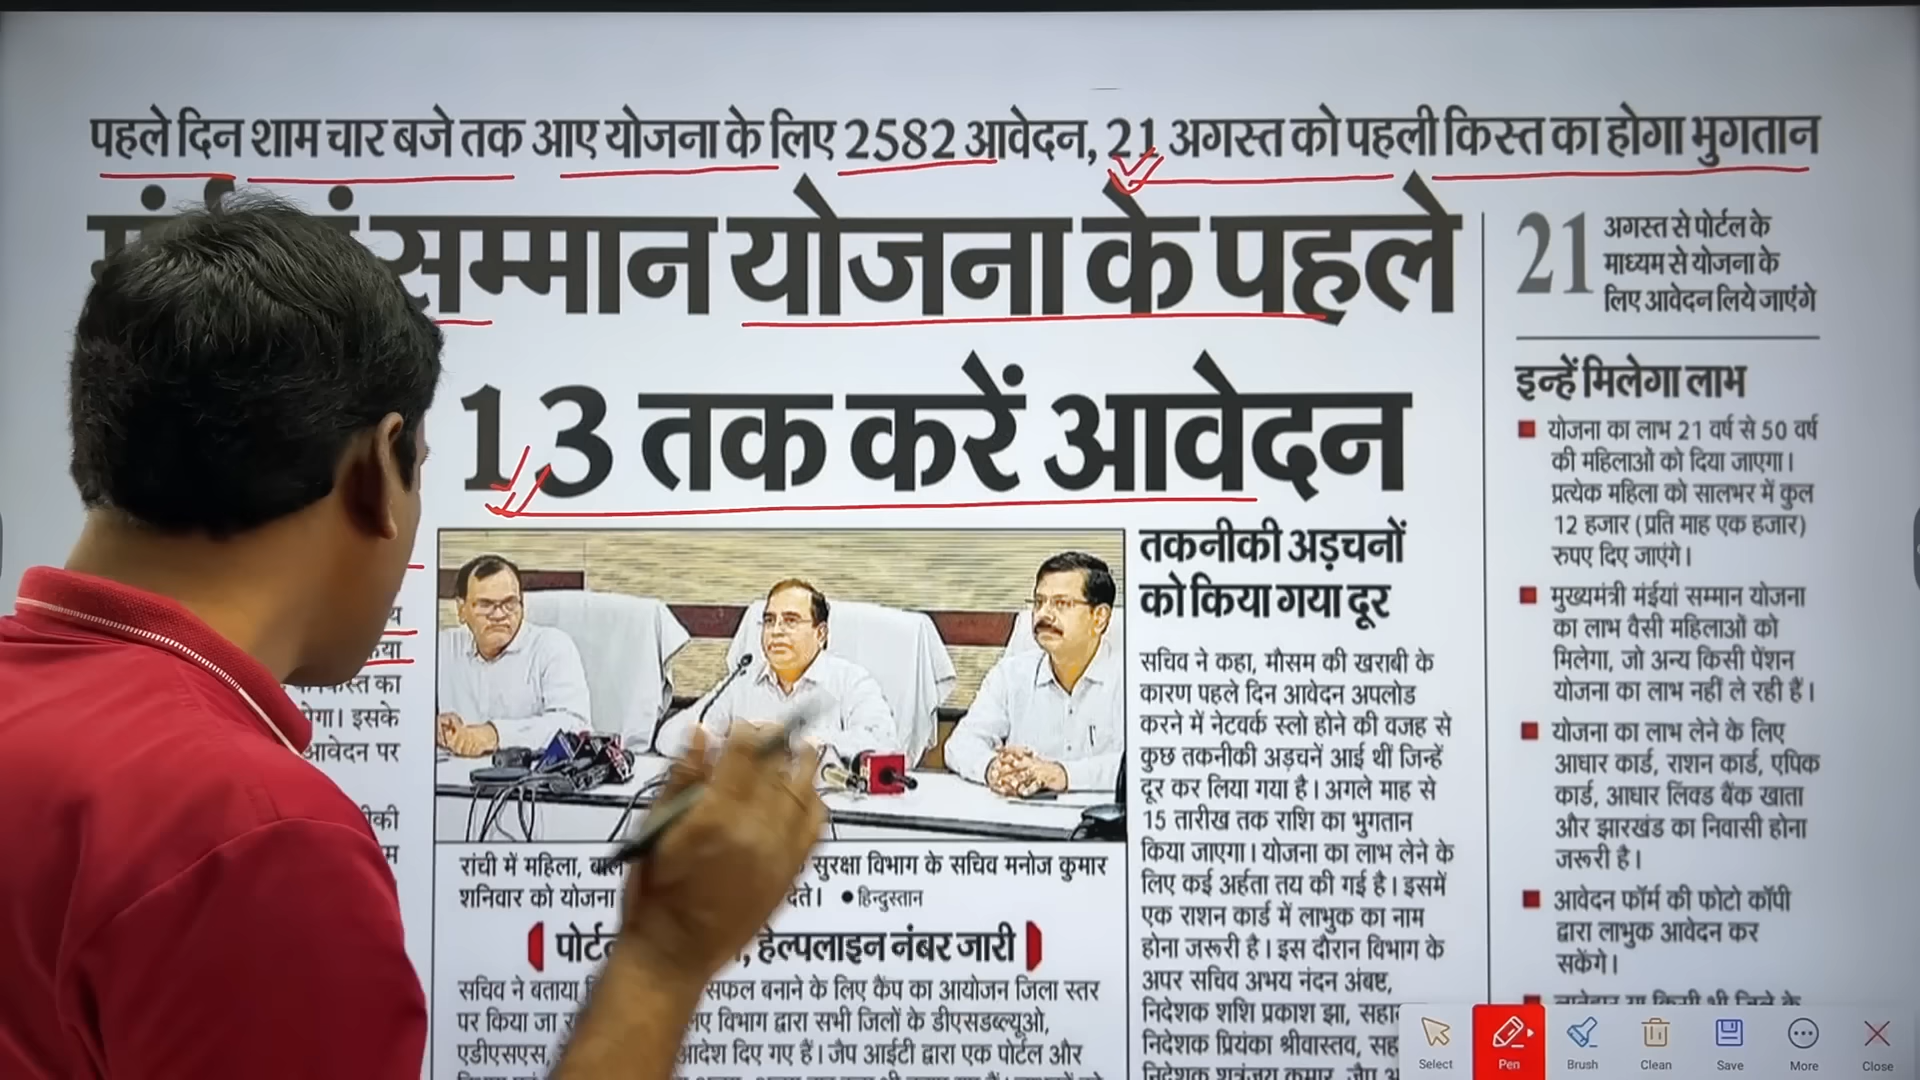 पहले दिन शाम चार बजे तक आए योजना के लिए 2582 आवेदन, 21 अगस्त को पहली किस्त का होगा भुगतान
सम्मान योजना के पहले
13 तक करें आवेदन
य
स्त का
इसके
आवेदन पर
रांची में महिला, सुरक्षा विभाग के सचिव मनोज कुमार
शनिवार को योजना देते। ● हिन्दुस्तान
हेल्पलाइन नंबर जारी
सचिव ने बताया सफल बनाने के लिए कैंप का आयोजन जिला स्तर
पर किया जा विभाग द्वारा सभी जिलों के डीएसडब्ल्यूओ,
एडीएसएस, आदेश दिए गए हैं। जैप आईटी द्वारा एक पोर्टल और
तकनीकी अड़चनों
को किया गया दूर
सचिव ने कहा, मौसम की खराबी के
कारण पहले दिन आवेदन अपलोड
करने में नेटवर्क स्लो होने की वजह से
कुछ तकनीकी अड़चनें आई थीं जिन्हें
दूर कर लिया गया है। अगले माह से
15 तारीख तक राशि का भुगतान
किया जाएगा। योजना का लाभ लेने के
लिए कई अर्हता तय की गई है। इसमें
एक राशन कार्ड में लाभुक का नाम
होना जरूरी है। इस दौरान विभाग के
अपर सचिव अभय नंदन अंबष्ट,
निदेशक शशि प्रकाश झा,
निदेशक प्रियंका श्रीवास्तव,
निदेशक शत्रुंजय कुमार, जैप
21
अगस्त से पोर्टल के
माध्यम से योजना के
लिए आवेदन लिये जाएंगे
इन्हें मिलेगा लाभ
योजना का लाभ 21 वर्ष से 50 वर्ष
की महिलाओं को दिया जाएगा।
प्रत्येक महिला को सालभर में कुल
12 हजार (प्रति माह एक हजार)
रुपए दिए जाएंगे।
मुख्यमंत्री मंईयां सम्मान योजना
का लाभ वैसी महिलाओं को
मिलेगा, जो अन्य किसी पेंशन
योजना का लाभ नहीं ले रही हैं।
योजना का लाभ लेने के लिए
आधार कार्ड, राशन कार्ड, एपिक
कार्ड, आधार लिंक्ड बैंक खाता
और झारखंड का निवासी होना
जरूरी है।
आवेदन फॉर्म की फोटो कॉपी
द्वारा लाभुक आवेदन कर
सकेंगे।
Select Pen Brush Clean Save More Close